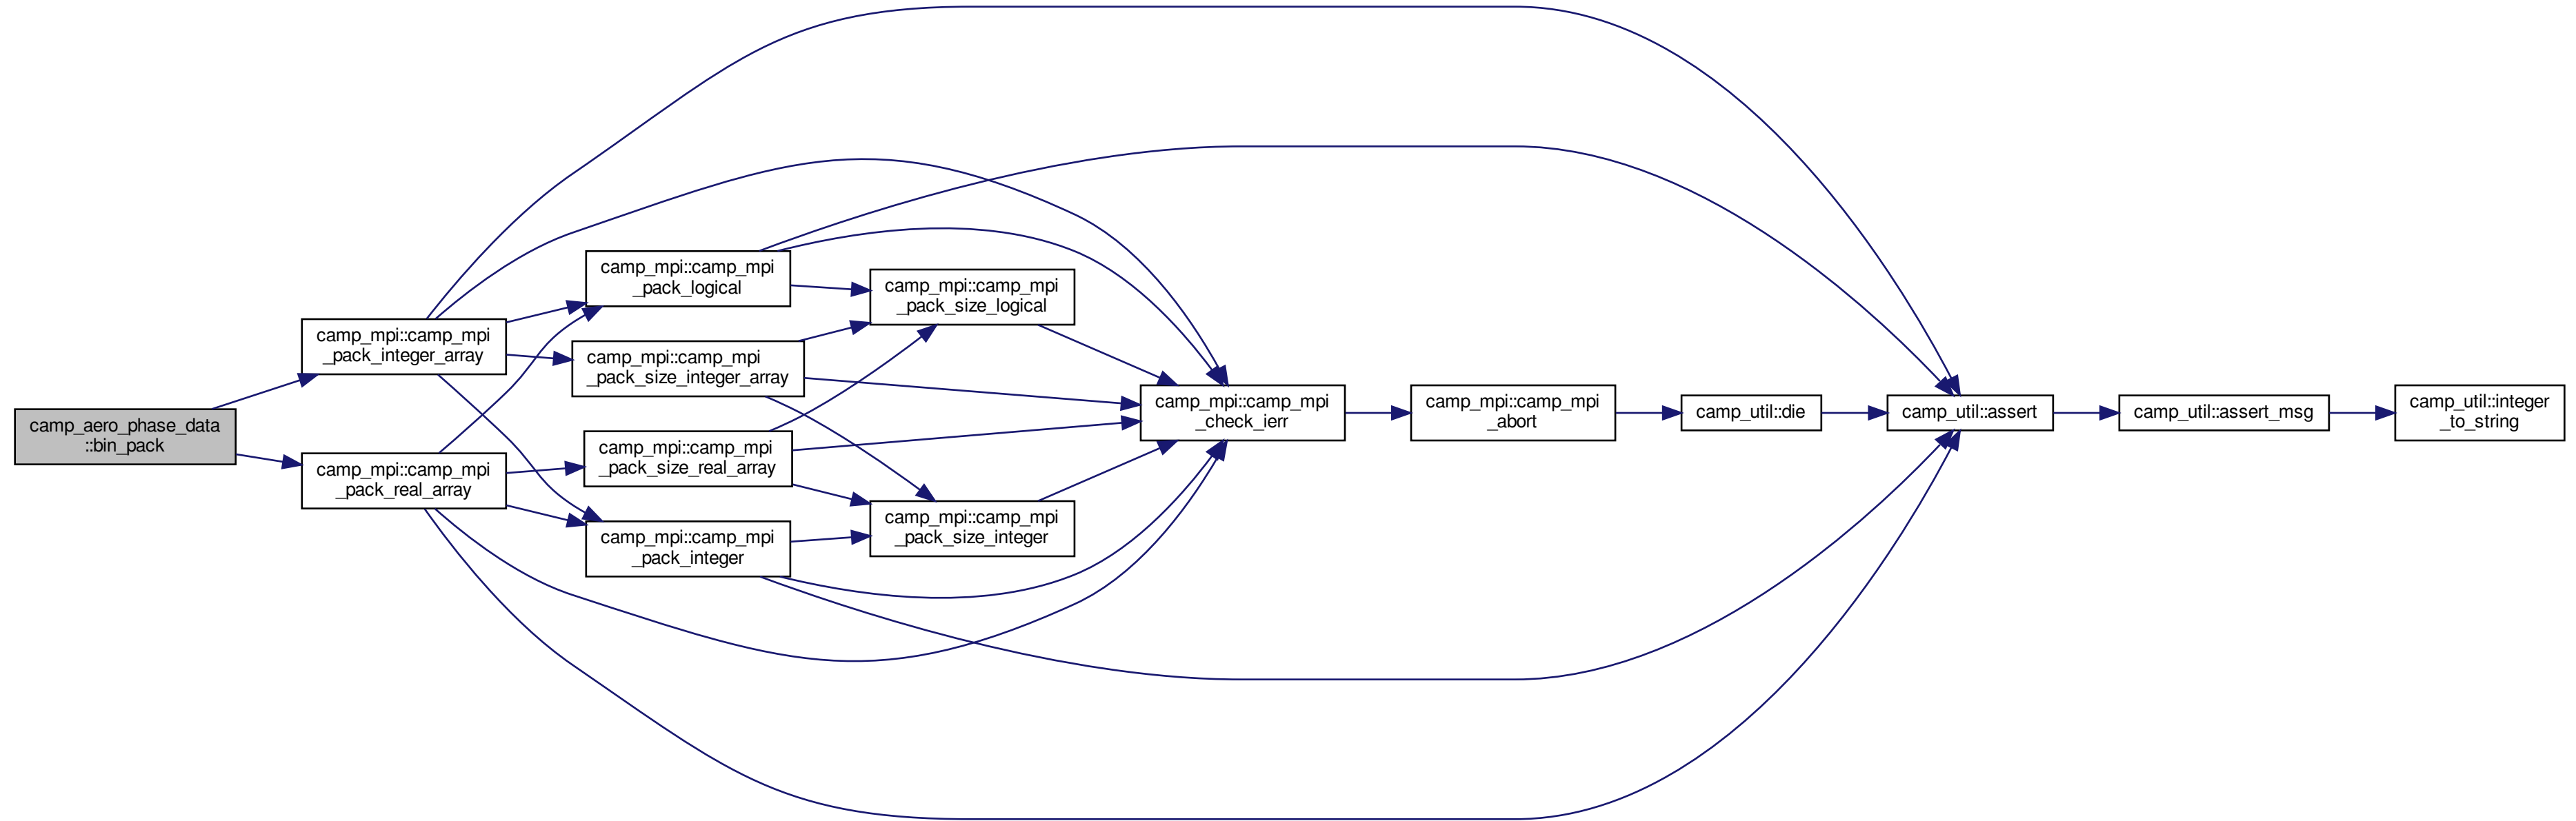 camp_aero_phase_data
::bin_pack
camp_mpi::camp_mpi
_pack_integer_array
camp_mpi::camp_mpi
_pack_real_array
camp_mpi::camp_mpi
_pack_logical
camp_mpi::camp_mpi
_pack_size_integer_array
camp_mpi::camp_mpi
_pack_size_real_array
camp_mpi::camp_mpi
_pack_integer
camp_mpi::camp_mpi
_pack_size_logical
camp_mpi::camp_mpi
_pack_size_integer
camp_mpi::camp_mpi
_check_ierr
camp_mpi::camp_mpi
_abort
camp_util::die
camp_util::assert
camp_util::assert_msg
camp_util::integer
_to_string